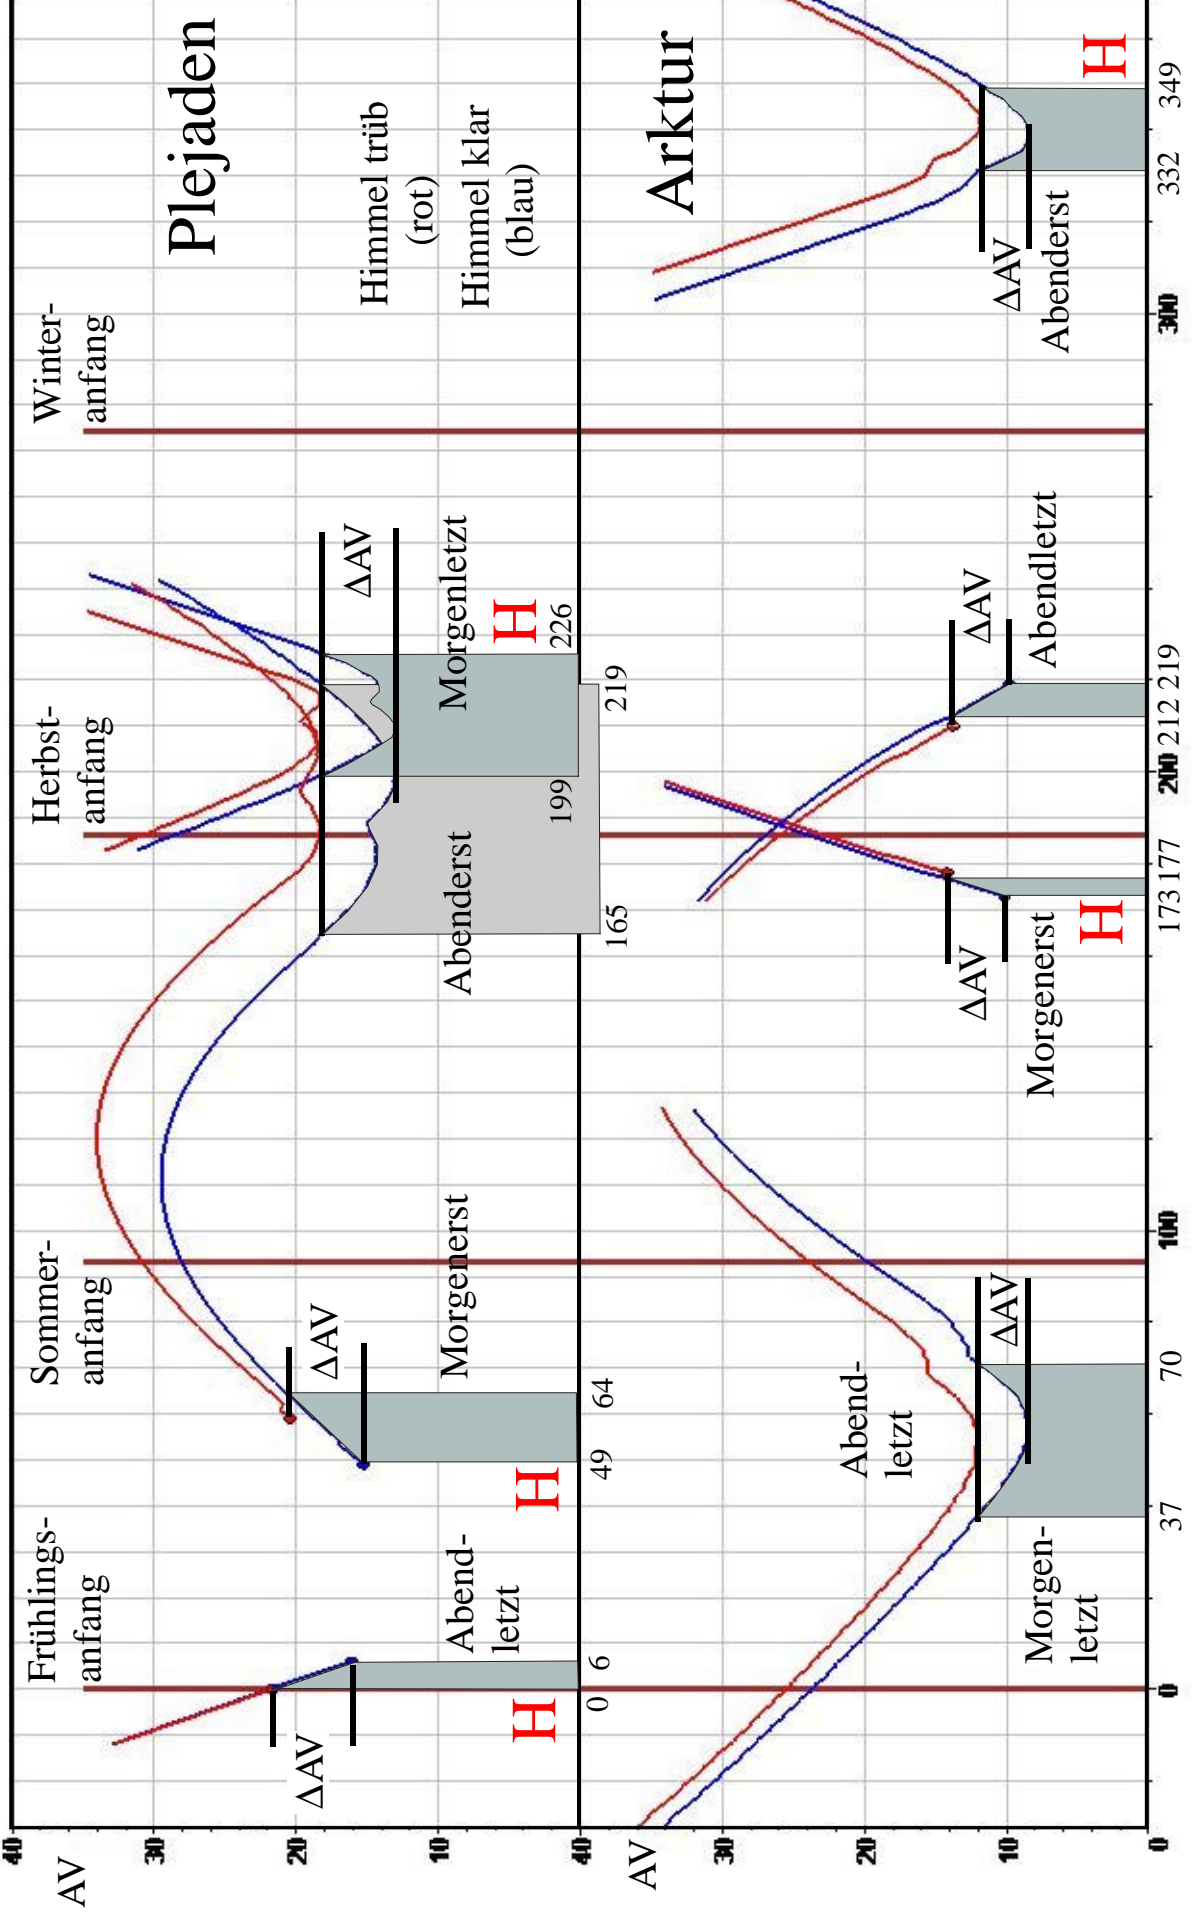 Plejaden
Frühlings-
anfang
Sommer-
anfang
Herbst-
anfang
Winter-
anfang
40
30
20
10
AV
Himmel trüb
(rot)
Himmel klar
(blau)
ΔAV
ΔAV
ΔAV
Abend-
letzt
Morgenerst
Abenderst
Morgenletzt
H
H
H
0
6
49
64
165
199
219
226
Arktur
40
30
20
10
0
AV
Abend-
letzt
Morgen-
letzt
ΔAV
ΔAV
Morgenerst
ΔAV
Abendletzt
ΔAV
Abenderst
H
H
0
37
70
100
173
177
200
212
219
300
332
349